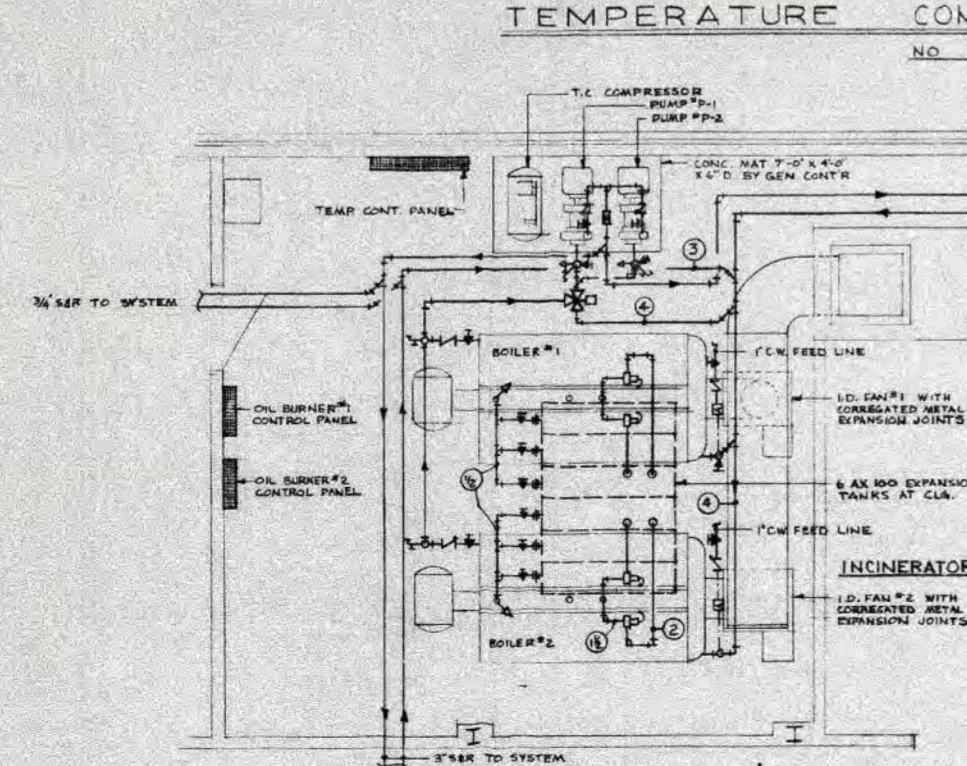 TEMPERATURE CON
NO
T.C. COMPRESSOR
PUMP #P-1
PUMP #P-2
CONC. MAT 7'-0" X 4'-0"
X 6" D. BY GEN. CONT'R
TEMP CONT. PANEL
3
3/4" S&R TO SYSTEM
4
BOILER #1
1" C.W. FEED LINE
OIL BURNER #1
CONTROL PANEL
I.D. FAN #1 WITH
CORREGATED METAL
EXPANSION JOINTS
1/2
OIL BURNER #2
CONTROL PANEL
6 AX 100 EXPANSIO
TANKS AT CLG.
4
1" C.W. FEED LINE
INCINERATOR
I.D. FAN #2 WITH
CORREGATED METAL
EXPANSION JOINTS
BOILER #2
1½
2
3" S&R TO SYSTEM